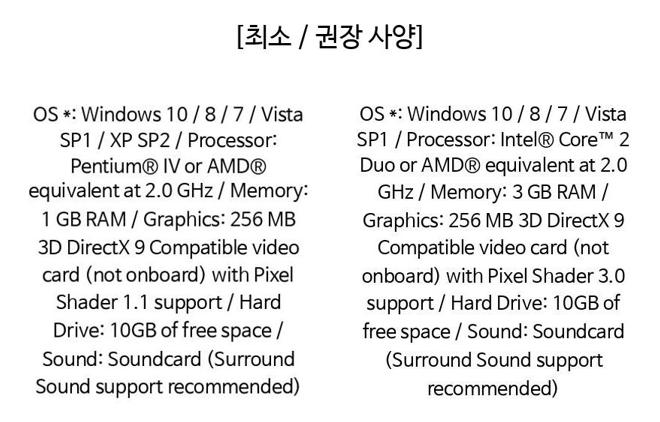 [최소 / 권장 사양]
OS *: Windows 10 / 8 / 7 / Vista
SP1 / XP SP2 / Processor:
Pentium® IV or AMD®
equivalent at 2.0 GHz / Memory:
1 GB RAM / Graphics: 256 MB
3D DirectX 9 Compatible video
card (not onboard) with Pixel
Shader 1.1 support / Hard
Drive: 10GB of free space /
Sound: Soundcard (Surround
Sound support recommended)
OS *: Windows 10 / 8 / 7 / Vista
SP1 / Processor: Intel® Core™ 2
Duo or AMD® equivalent at 2.0
GHz / Memory: 3 GB RAM /
Graphics: 256 MB 3D DirectX 9
Compatible video card (not
onboard) with Pixel Shader 3.0
support / Hard Drive: 10GB of
free space / Sound: Soundcard
(Surround Sound support
recommended)